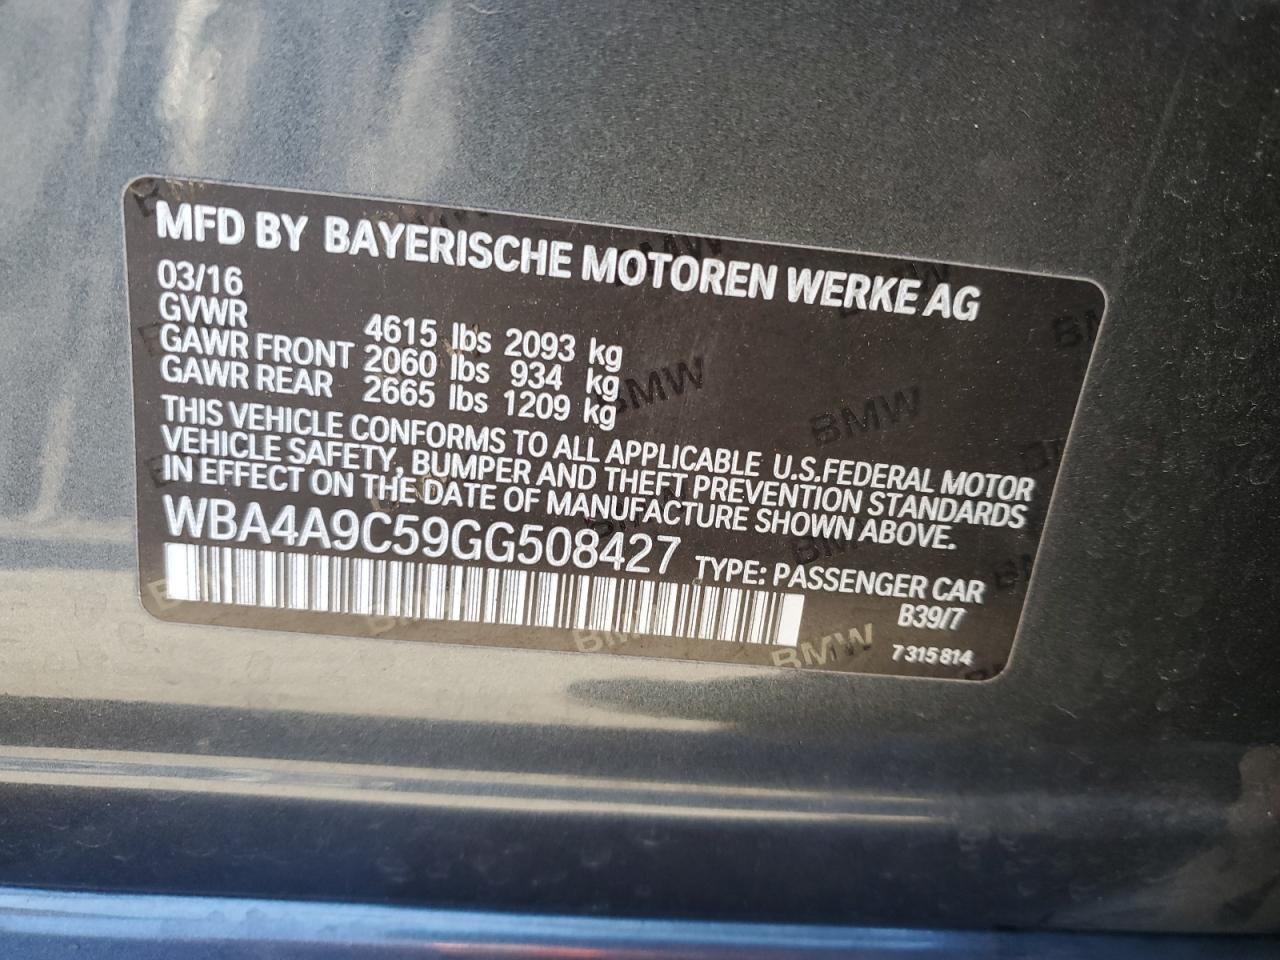 MFD BY BAYERISCHE MOTOREN WERKE AG
03/16
GVWR 4615 lbs 2093 kg
GAWR FRONT 2060 lbs 934 kg
GAWR REAR 2665 lbs 1209 kg
THIS VEHICLE CONFORMS TO ALL APPLICABLE U.S.FEDERAL MOTOR
VEHICLE SAFETY, BUMPER AND THEFT PREVENTION STANDARDS
IN EFFECT ON THE DATE OF MANUFACTURE SHOWN ABOVE.
WBA4A9C59GG508427 TYPE: PASSENGER CAR
B39/7
7 315 814